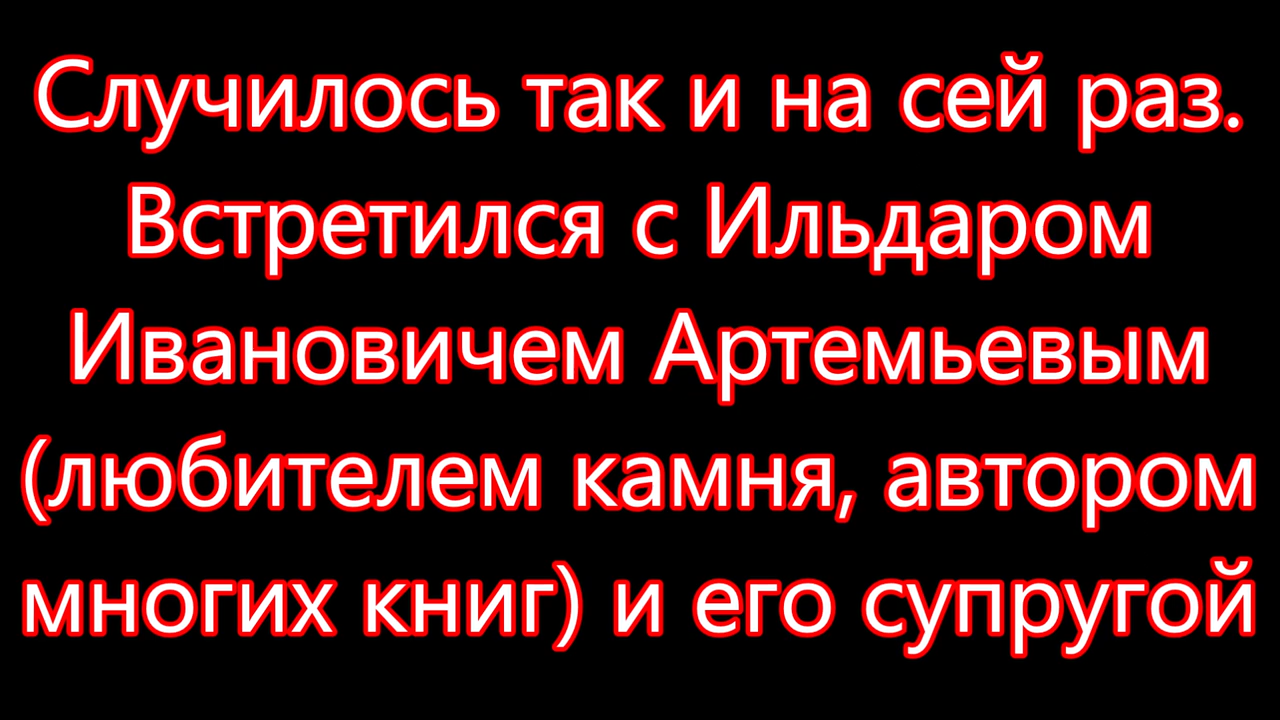 Случилось так и на сей раз.
Встретился с Ильдаром
Ивановичем Артемьевым
(любителем камня, автором
многих книг) и его супругой